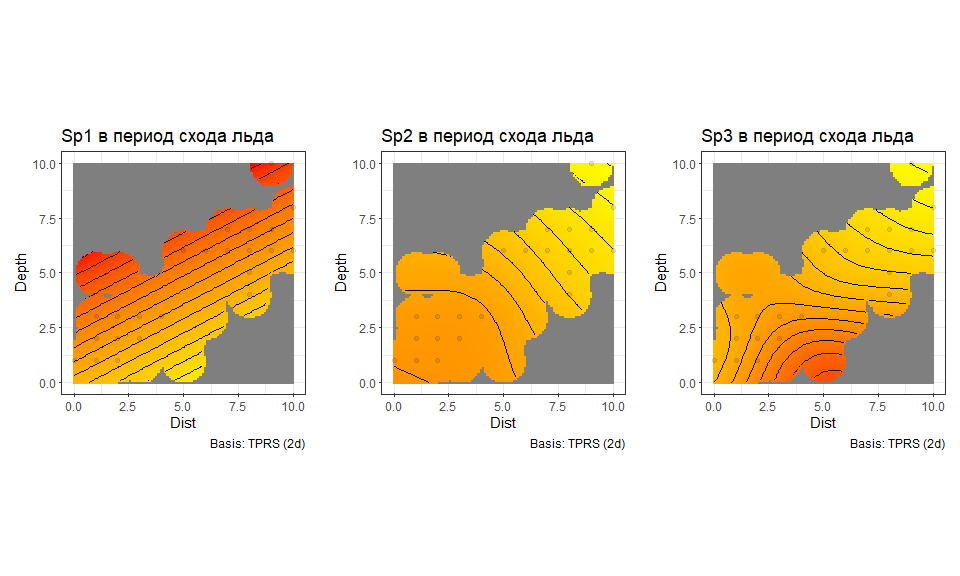 Sp1 в период схода льда
10.0
7.5
5.0
2.5
0.0
Depth
0.0 2.5 5.0 7.5 10.0
Dist
Basis: TPRS (2d)
Sp2 в период схода льда
10.0
7.5
5.0
2.5
0.0
Depth
0.0 2.5 5.0 7.5 10.0
Dist
Basis: TPRS (2d)
Sp3 в период схода льда
10.0
7.5
5.0
2.5
0.0
Depth
0.0 2.5 5.0 7.5 10.0
Dist
Basis: TPRS (2d)